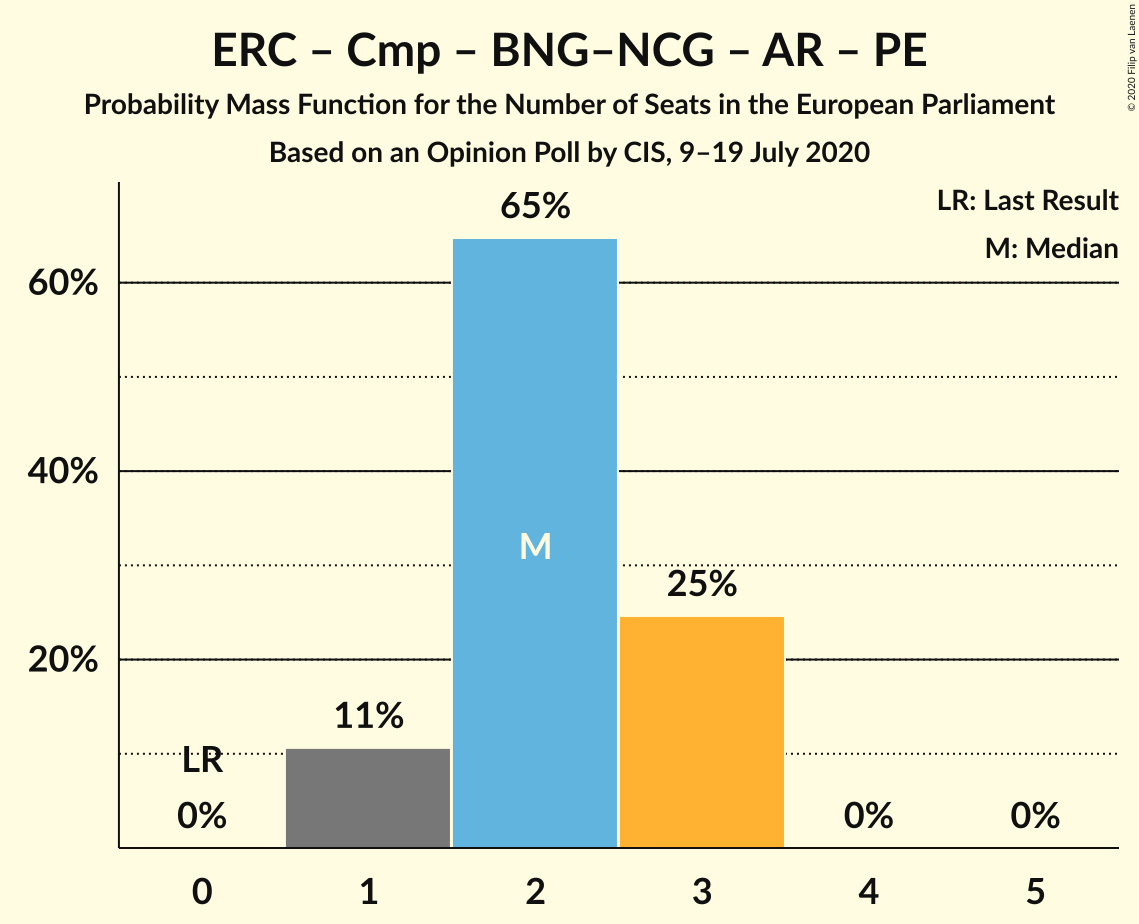 ERC – Cmp – BNG–NCG – AR – PE
Probability Mass Function for the Number of Seats in the European Parliament
Based on an Opinion Poll by CIS, 9–19 July 2020
© 2020 Filip van Laenen
LR: Last Result
M: Median
65%
60%
40%
M
25%
20%
11%
LR
0%
0%
0%
0 1 2 3 4 5